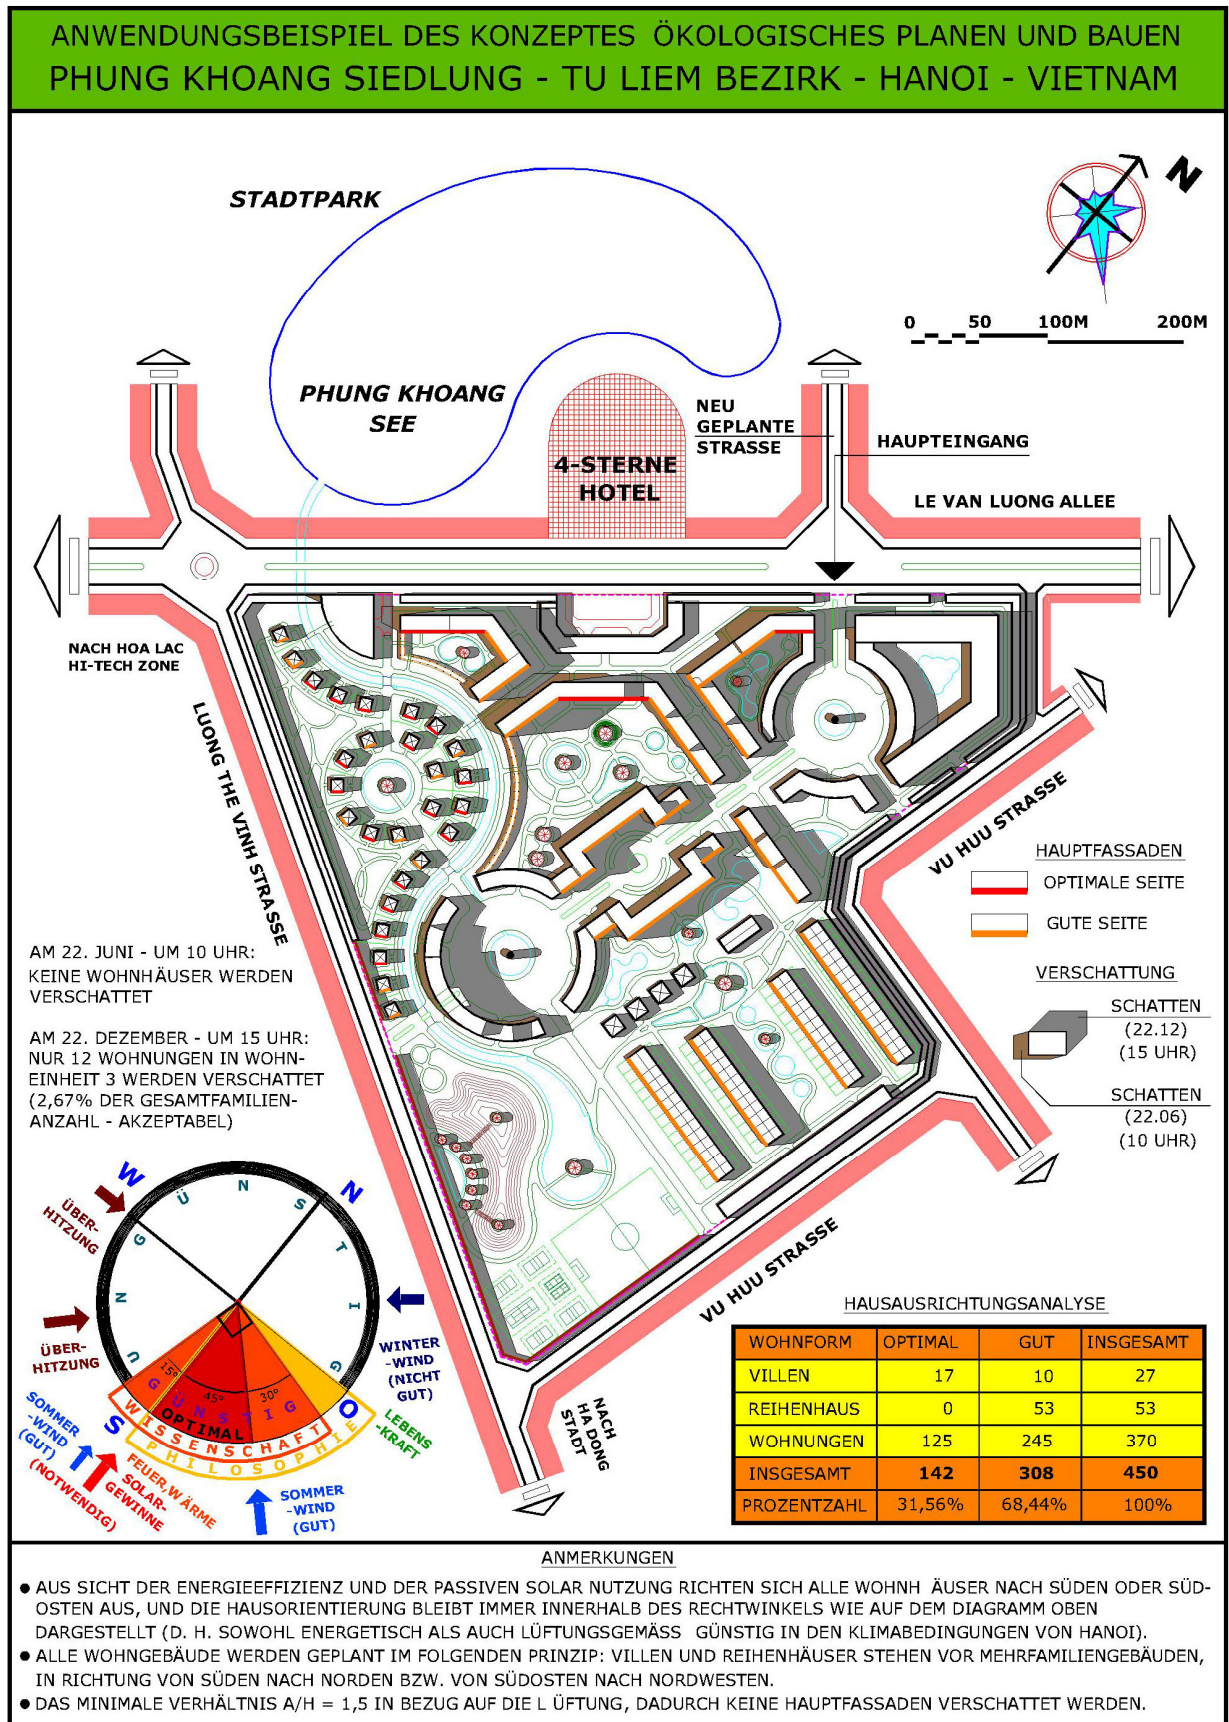 ANWENDUNGSBEISPIEL DES KONZEPTES ÖKOLOGISCHES PLANEN UND BAUEN
PHUNG KHOANG SIEDLUNG - TU LIEM BEZIRK - HANOI - VIETNAM
N
STADTPARK
0 50 100M 200M
PHUNG KHOANG
SEE
NEU
GEPLANTE
STRASSE
HAUPTEINGANG
4-STERNE
HOTEL
LE VAN LUONG ALLEE
NACH HOA LAC
HI-TECH ZONE
LUONG THE VINH STRASSE
VU HUU STRASSE
HAUPTFASSADEN
OPTIMALE SEITE
GUTE SEITE
VERSCHATTUNG
SCHATTEN
(22.12)
(15 UHR)
SCHATTEN
(22.06)
(10 UHR)
AM 22. JUNI - UM 10 UHR:
KEINE WOHNHÄUSER WERDEN
VERSCHATTET
AM 22. DEZEMBER - UM 15 UHR:
NUR 12 WOHNUNGEN IN WOHN-
EINHEIT 3 WERDEN VERSCHATTET
(2,67% DER GESAMTFAMILIEN-
ANZAHL - AKZEPTABEL)
W
N
S
O
UNGÜNSTIG
ÜBER-
HITZUNG
ÜBER-
HITZUNG
WINTER
-WIND
(NICHT
GUT)
15°
45°
30°
GÜNSTIG
OPTIMAL
WISSENSCHAFT
PHILOSOPHIE
LEBENS
-KRAFT
SOMMER
-WIND
(GUT)
(NOTWENDIG)
SOLAR-
GEWINNE
FEUER,WÄRME
SOMMER
-WIND
(GUT)
VU HUU STRASSE
NACH
HA DONG
STADT
HAUSAUSRICHTUNGSANALYSE
WOHNFORM OPTIMAL GUT INSGESAMT
VILLEN 17 10 27
REIHENHAUS 0 53 53
WOHNUNGEN 125 245 370
INSGESAMT 142 308 450
PROZENTZAHL 31,56% 68,44% 100%
ANMERKUNGEN
● AUS SICHT DER ENERGIEEFFIZIENZ UND DER PASSIVEN SOLAR NUTZUNG RICHTEN SICH ALLE WOHNH ÄUSER NACH SÜDEN ODER SÜD-
OSTEN AUS, UND DIE HAUSORIENTIERUNG BLEIBT IMMER INNERHALB DES RECHTWINKELS WIE AUF DEM DIAGRAMM OBEN
DARGESTELLT (D. H. SOWOHL ENERGETISCH ALS AUCH LÜFTUNGSGEMÄSS GÜNSTIG IN DEN KLIMABEDINGUNGEN VON HANOI).
● ALLE WOHNGEBÄUDE WERDEN GEPLANT IM FOLGENDEN PRINZIP: VILLEN UND REIHENHÄUSER STEHEN VOR MEHRFAMILIENGEBÄUDEN,
IN RICHTUNG VON SÜDEN NACH NORDEN BZW. VON SÜDOSTEN NACH NORDWESTEN.
● DAS MINIMALE VERHÄLTNIS A/H = 1,5 IN BEZUG AUF DIE L ÜFTUNG, DADURCH KEINE HAUPTFASSADEN VERSCHATTET WERDEN.